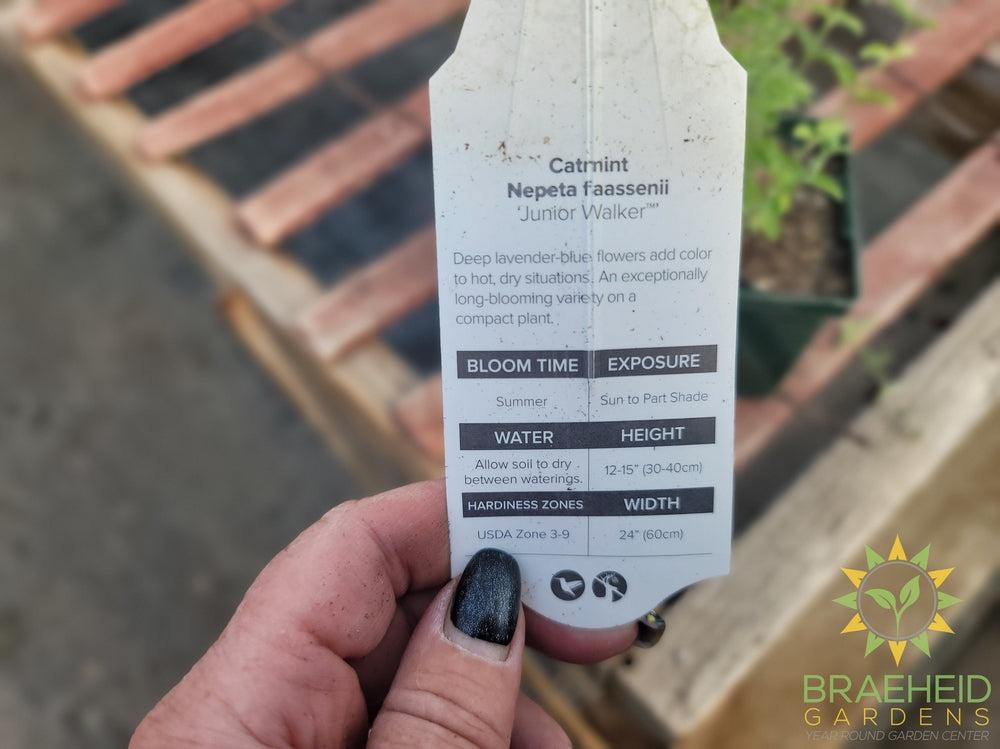 Catmint
Nepeta faassenii
'Junior Walker™'
Deep lavender-blue flowers add color
to hot, dry situations. An exceptionally
long-blooming variety on a
compact plant.
BLOOM TIME EXPOSURE
Summer Sun to Part Shade
WATER HEIGHT
Allow soil to dry
between waterings. 12-15" (30-40cm)
HARDINESS ZONES WIDTH
USDA Zone 3-9 24" (60cm)
BRAEHEID
GARDENS
YEAR ROUND GARDEN CENTER